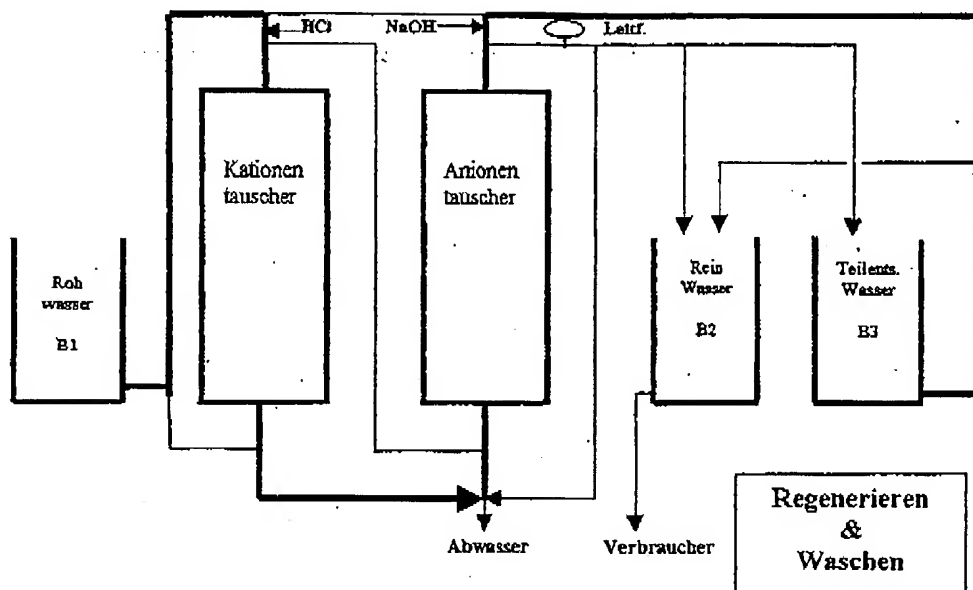 HCl
NaOH
Leitf.
Kationen
tauscher
Anionen
tauscher
Roh
wasser
B1
Rein
Wasser
B2
Teilents.
Wasser
B3
Abwasser
Verbraucher
Regenerieren
&
Waschen